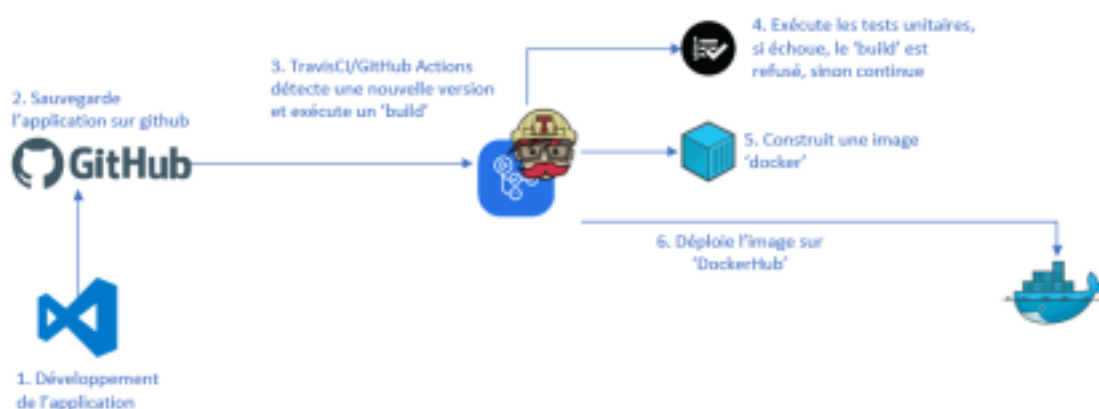 1. Développement
de l'application
2. Sauvegarde
l'application sur github
GitHub
3. TravisCI/GitHub Actions
détecte une nouvelle version
et exécute un 'build'
T
4. Exécute les tests unitaires,
si échoue, le 'build' est
refusé, sinon continue
5. Construit une image
'docker'
6. Déploie l'image sur
'DockerHub'